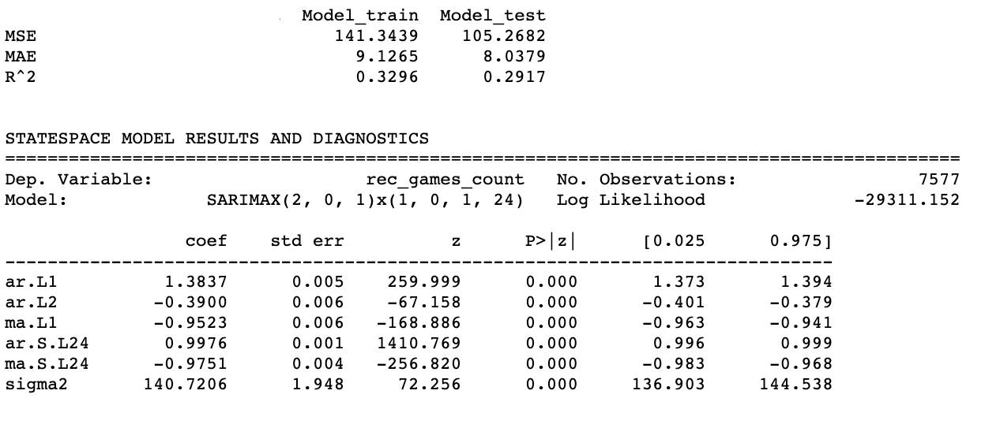 Model_train Model_test
MSE 141.3439 105.2682
MAE 9.1265 8.0379
R^2 0.3296 0.2917
STATESPACE MODEL RESULTS AND DIAGNOSTICS
==========================================================================================
Dep. Variable: rec_games_count No. Observations: 7577
Model: SARIMAX(2, 0, 1)x(1, 0, 1, 24) Log Likelihood -29311.152
coef std err z P>|z| [0.025 0.975]
------------------------------------------------------------------------------
ar.L1 1.3837 0.005 259.999 0.000 1.373 1.394
ar.L2 -0.3900 0.006 -67.158 0.000 -0.401 -0.379
ma.L1 -0.9523 0.006 -168.886 0.000 -0.963 -0.941
ar.S.L24 0.9976 0.001 1410.769 0.000 0.996 0.999
ma.S.L24 -0.9751 0.004 -256.820 0.000 -0.983 -0.968
sigma2 140.7206 1.948 72.256 0.000 136.903 144.538